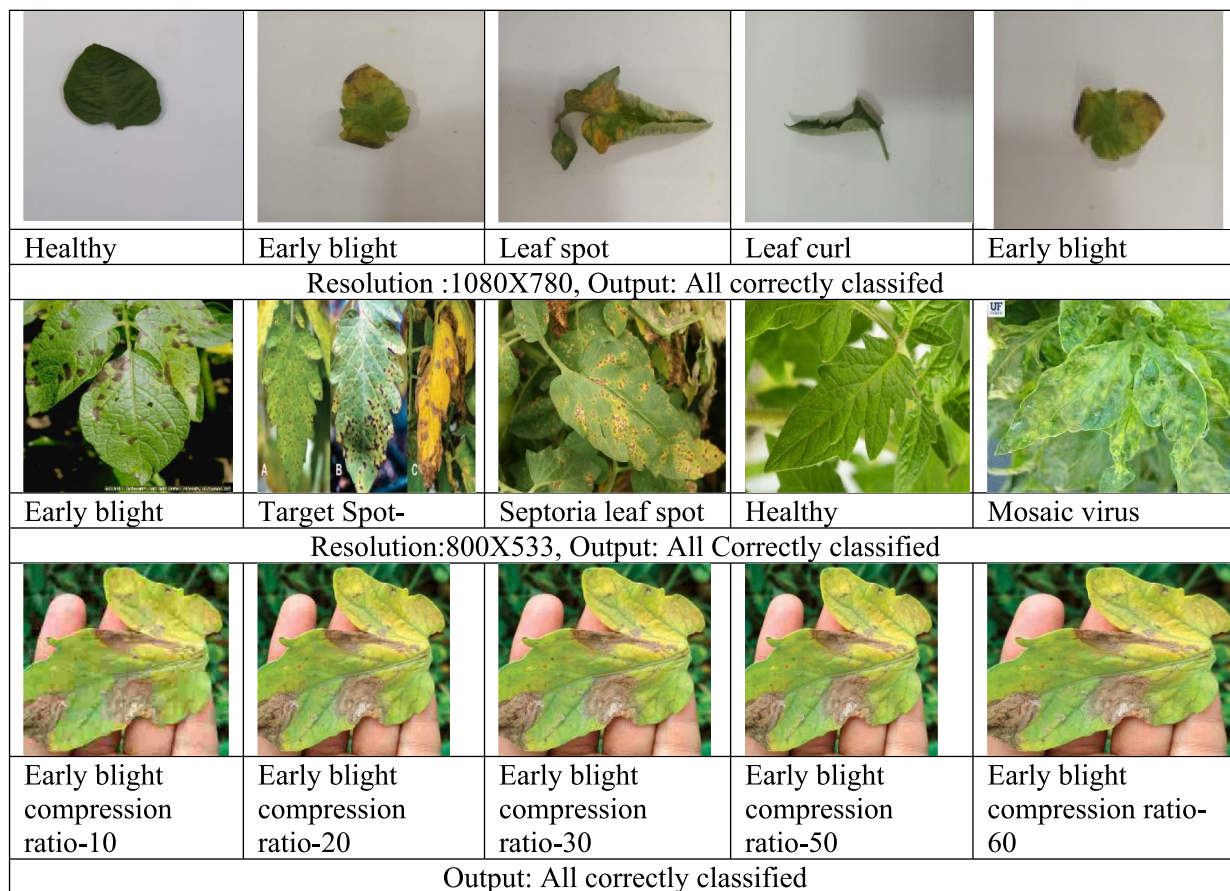 Healthy
Early blight
Leaf spot
Leaf curl
Early blight
Resolution :1080X780, Output: All correctly classifed
UF
A
B
C
Early blight
Target Spot-
Septoria leaf spot
Healthy
Mosaic virus
Resolution:800X533, Output: All Correctly classified
Early blight
compression
ratio-10
Early blight
compression
ratio-20
Early blight
compression
ratio-30
Early blight
compression
ratio-50
Early blight
compression ratio-
60
Output: All correctly classified